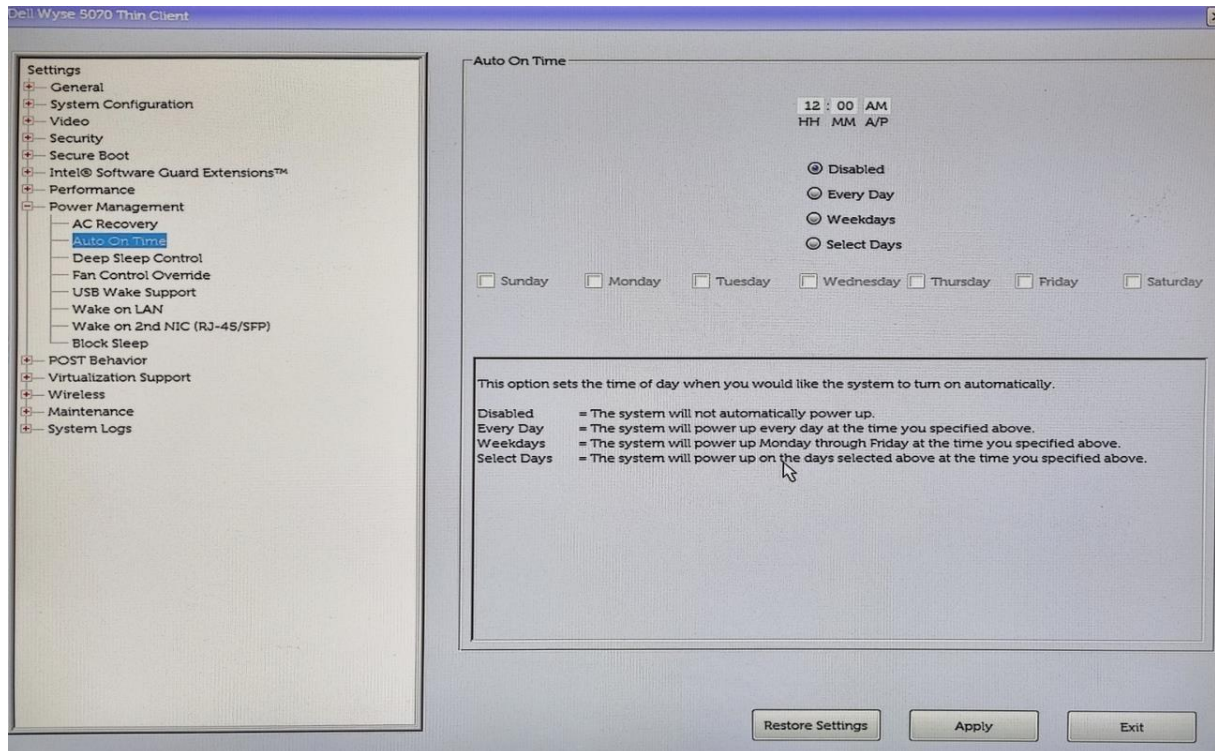 Dell Wyse 5070 Thin Client
Settings
General
System Configuration
Video
Security
Secure Boot
Intel® Software Guard Extensions™
Performance
Power Management
AC Recovery
Auto On Time
Deep Sleep Control
Fan Control Override
USB Wake Support
Wake on LAN
Wake on 2nd NIC (RJ-45/SFP)
Block Sleep
POST Behavior
Virtualization Support
Wireless
Maintenance
System Logs
Auto On Time
12 : 00 AM
HH MM A/P
Disabled
Every Day
Weekdays
Select Days
Sunday Monday Tuesday Wednesday Thursday Friday Saturday
This option sets the time of day when you would like the system to turn on automatically.
Disabled = The system will not automatically power up.
Every Day = The system will power up every day at the time you specified above.
Weekdays = The system will power up Monday through Friday at the time you specified above.
Select Days = The system will power up on the days selected above at the time you specified above.
Restore Settings Apply Exit